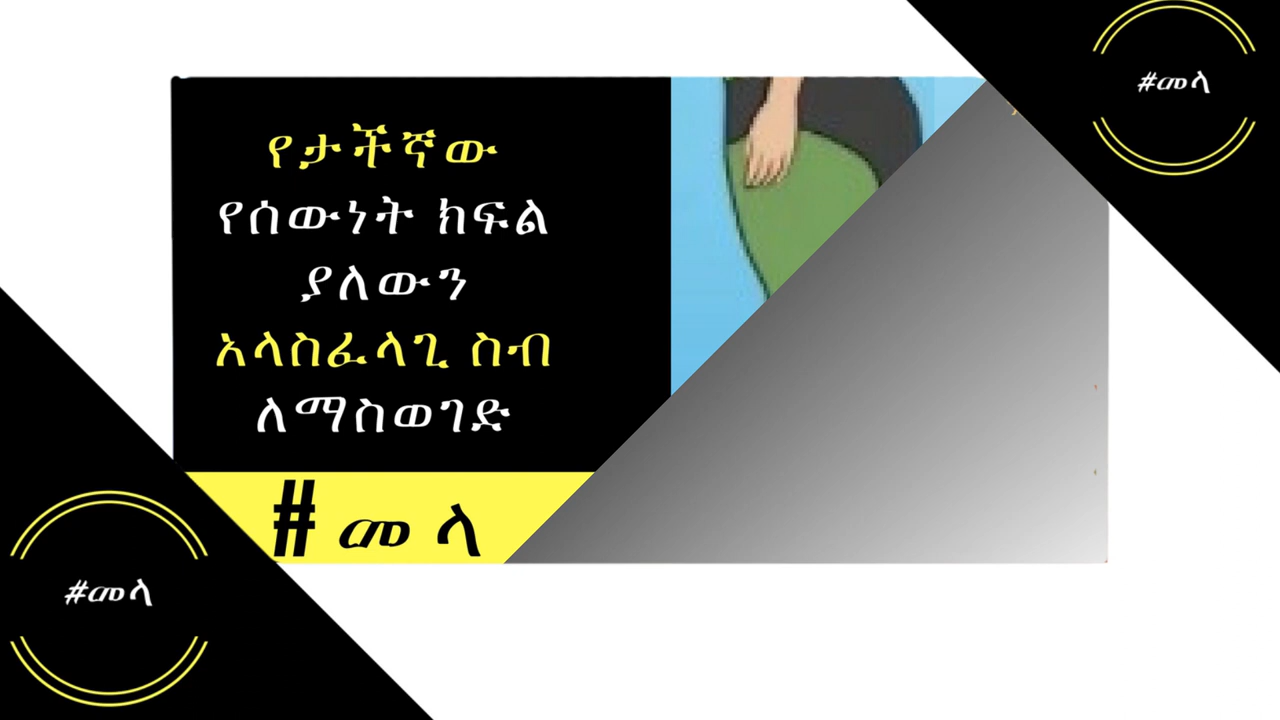 #መላ
የታችኛው
የሰውነት ክፍል
ያለውን
አላስፈላጊ ስብ
ለማስወገድ
#መላ
#መላ